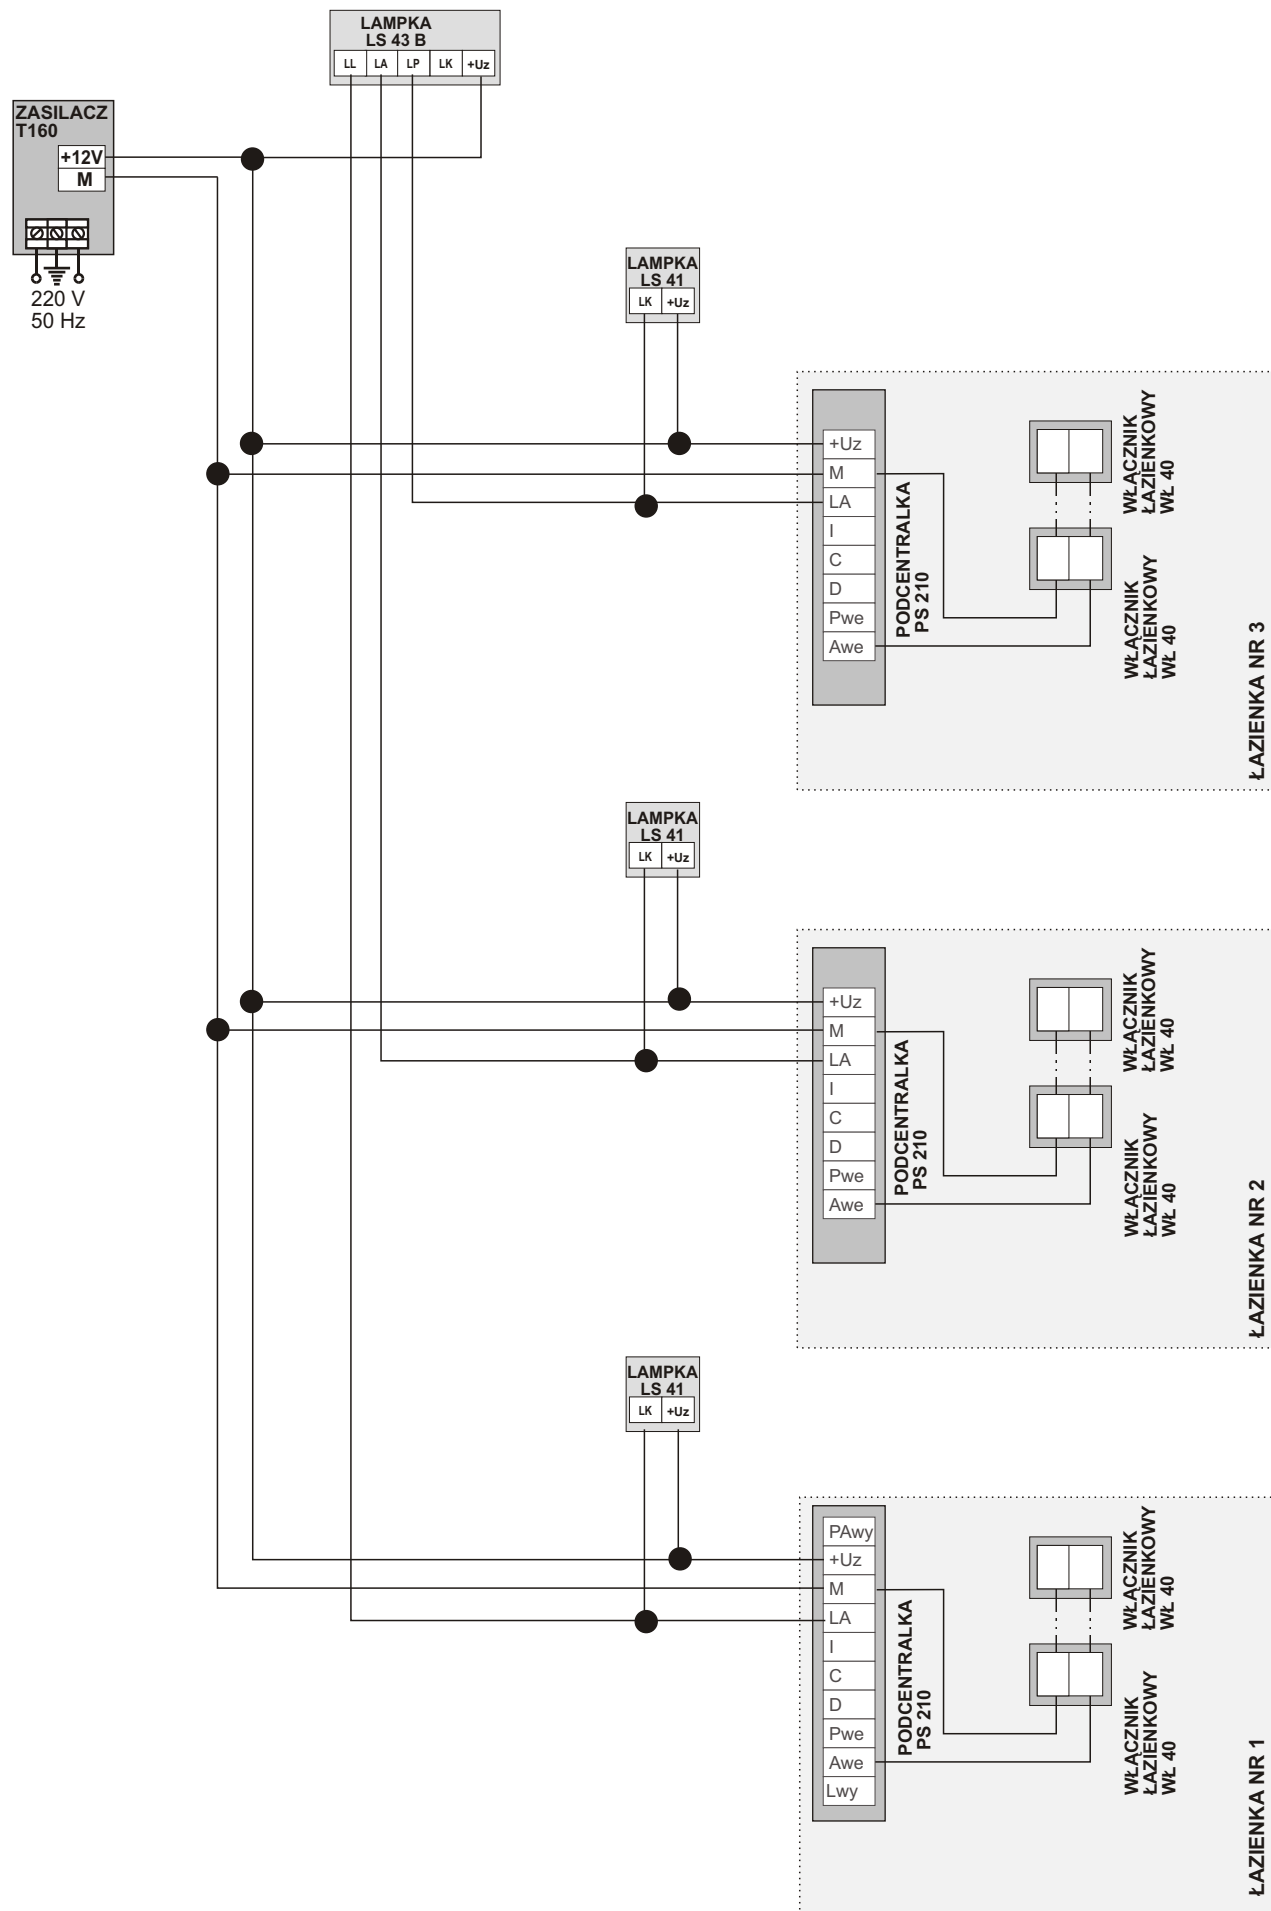 LAMPKA
LS 43 B
LL LA LP LK +Uz
ZASILACZ
T160
+12V
M
220 V
50 Hz
LAMPKA
LS 41
LK +Uz
+Uz
M
LA
I
C
D
Pwe
Awe
PODCENTRALKA
PS 210
WŁĄCZNIK
ŁAZIENKOWY
WŁ 40
WŁĄCZNIK
ŁAZIENKOWY
WŁ 40
ŁAZIENKA NR 3
LAMPKA
LS 41
LK +Uz
+Uz
M
LA
I
C
D
Pwe
Awe
PODCENTRALKA
PS 210
WŁĄCZNIK
ŁAZIENKOWY
WŁ 40
WŁĄCZNIK
ŁAZIENKOWY
WŁ 40
ŁAZIENKA NR 2
LAMPKA
LS 41
LK +Uz
PAwy
+Uz
M
LA
I
C
D
Pwe
Awe
Lwy
PODCENTRALKA
PS 210
WŁĄCZNIK
ŁAZIENKOWY
WŁ 40
WŁĄCZNIK
ŁAZIENKOWY
WŁ 40
ŁAZIENKA NR 1